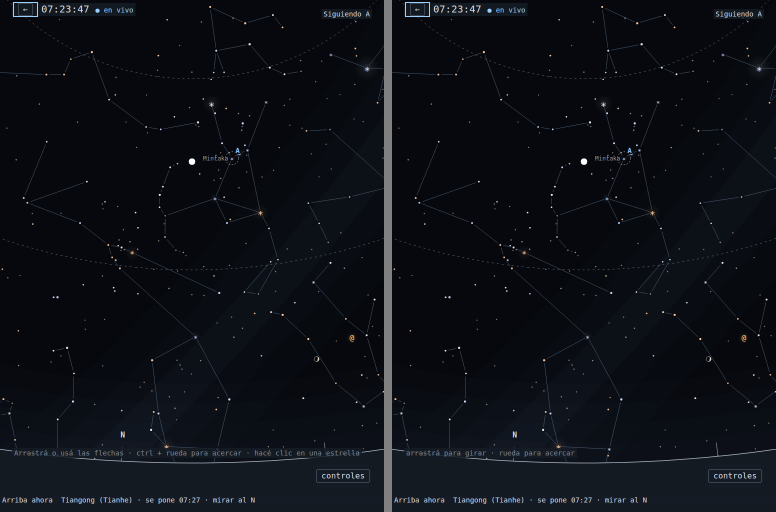 ← 07:23:47 ● en vivo Siguiendo A
A
Mintaka
@
N
Arrastrá o usá las flechas · ctrl + rueda para acercar · hacé clic en una estrella
controles
Arriba ahora Tiangong (Tianhe) · se pone 07:27 · mirar al N
← 07:23:47 ● en vivo Siguiendo A
A
Mintaka
@
N
arrastrá para girar · rueda para acercar
controles
Arriba ahora Tiangong (Tianhe) · se pone 07:27 · mirar al N